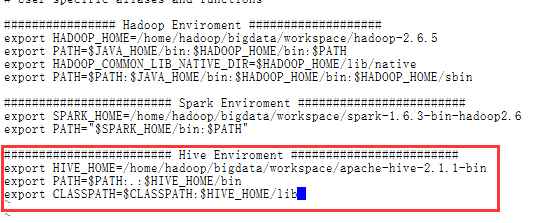 # User specific aliases and functions
################ Hadoop Enviroment ###################
export HADOOP_HOME=/home/hadoop/bigdata/workspace/hadoop-2.6.5
export PATH=$JAVA_HOME/bin:$HADOOP_HOME/bin:$PATH
export HADOOP_COMMON_LIB_NATIVE_DIR=$HADOOP_HOME/lib/native
export PATH=$PATH:$JAVA_HOME/bin:$HADOOP_HOME/bin:$HADOOP_HOME/sbin
######################## Spark Enviroment ########################
export SPARK_HOME=/home/hadoop/bigdata/workspace/spark-1.6.3-bin-hadoop2.6
export PATH="$SPARK_HOME/bin:$PATH"
######################## Hive Enviroment ########################
export HIVE_HOME=/home/hadoop/bigdata/workspace/apache-hive-2.1.1-bin
export PATH=$PATH:.:$HIVE_HOME/bin
export CLASSPATH=$CLASSPATH:$HIVE_HOME/lib
~
~